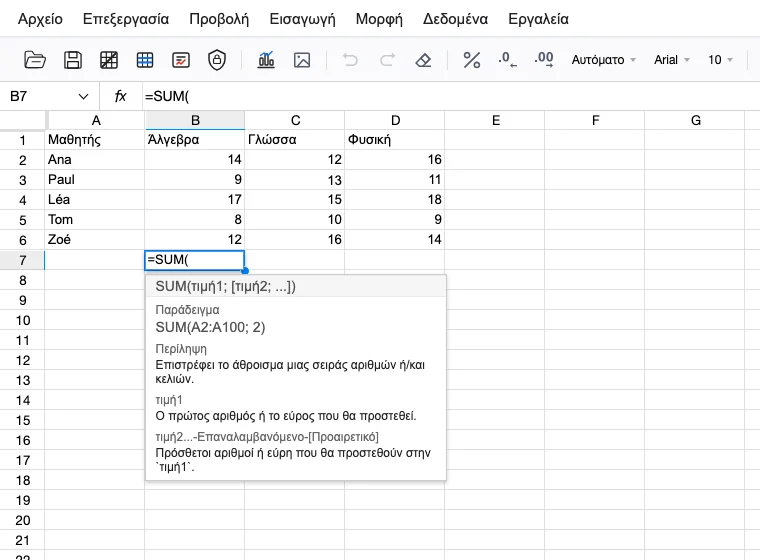 Αρχείο Επεξεργασία Προβολή Εισαγωγή Μορφή Δεδομένα Εργαλεία
% .0 .00 Αυτόματο Arial 10
B7 fx =SUM(
A B C D E F G
1 Μαθητής Άλγεβρα Γλώσσα Φυσική
2 Ana 14 12 16
3 Paul 9 13 11
4 Léa 17 15 18
5 Tom 8 10 9
6 Zoé 12 16 14
7 =SUM(
8 SUM(τιμή1; [τιμή2; ...])
9 Παράδειγμα
10 SUM(A2:A100; 2)
11 Περίληψη
12 Επιστρέφει το άθροισμα μιας σειράς αριθμών ή/και
13 κελιών.
14 τιμή1
15 Ο πρώτος αριθμός ή το εύρος που θα προστεθεί.
16 τιμή2...-Επαναλαμβανόμενο-[Προαιρετικό]
17 Πρόσθετοι αριθμοί ή εύρη που θα προστεθούν στην
18 `τιμή1`.
19
20
21
22